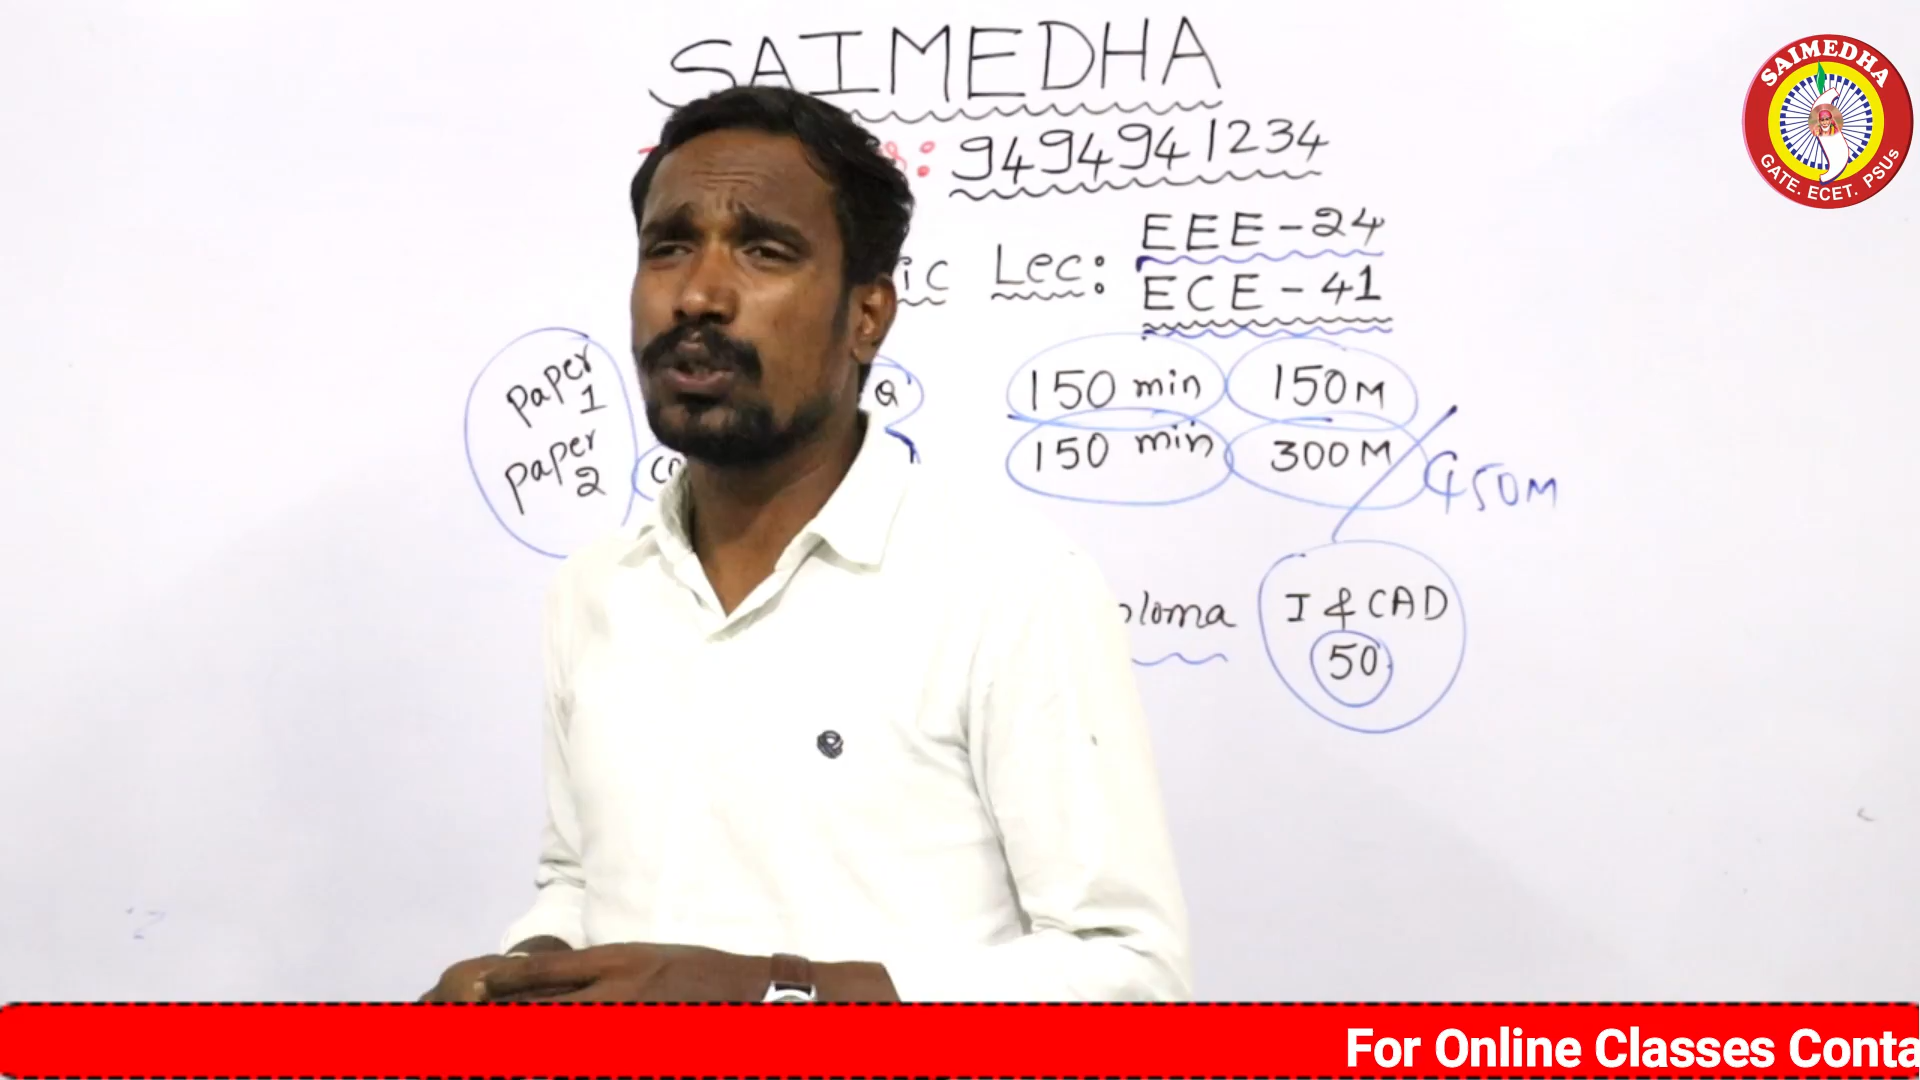 SAIMEDHA
: 9494941234
Lec: EEE-24
ECE-41
paper 1
Q 150 min 150M
paper 2
150 min 300M
450M
I & CAD
50
SAIMEDHA
GATE. ECET. PSUs
For Online Classes Conta